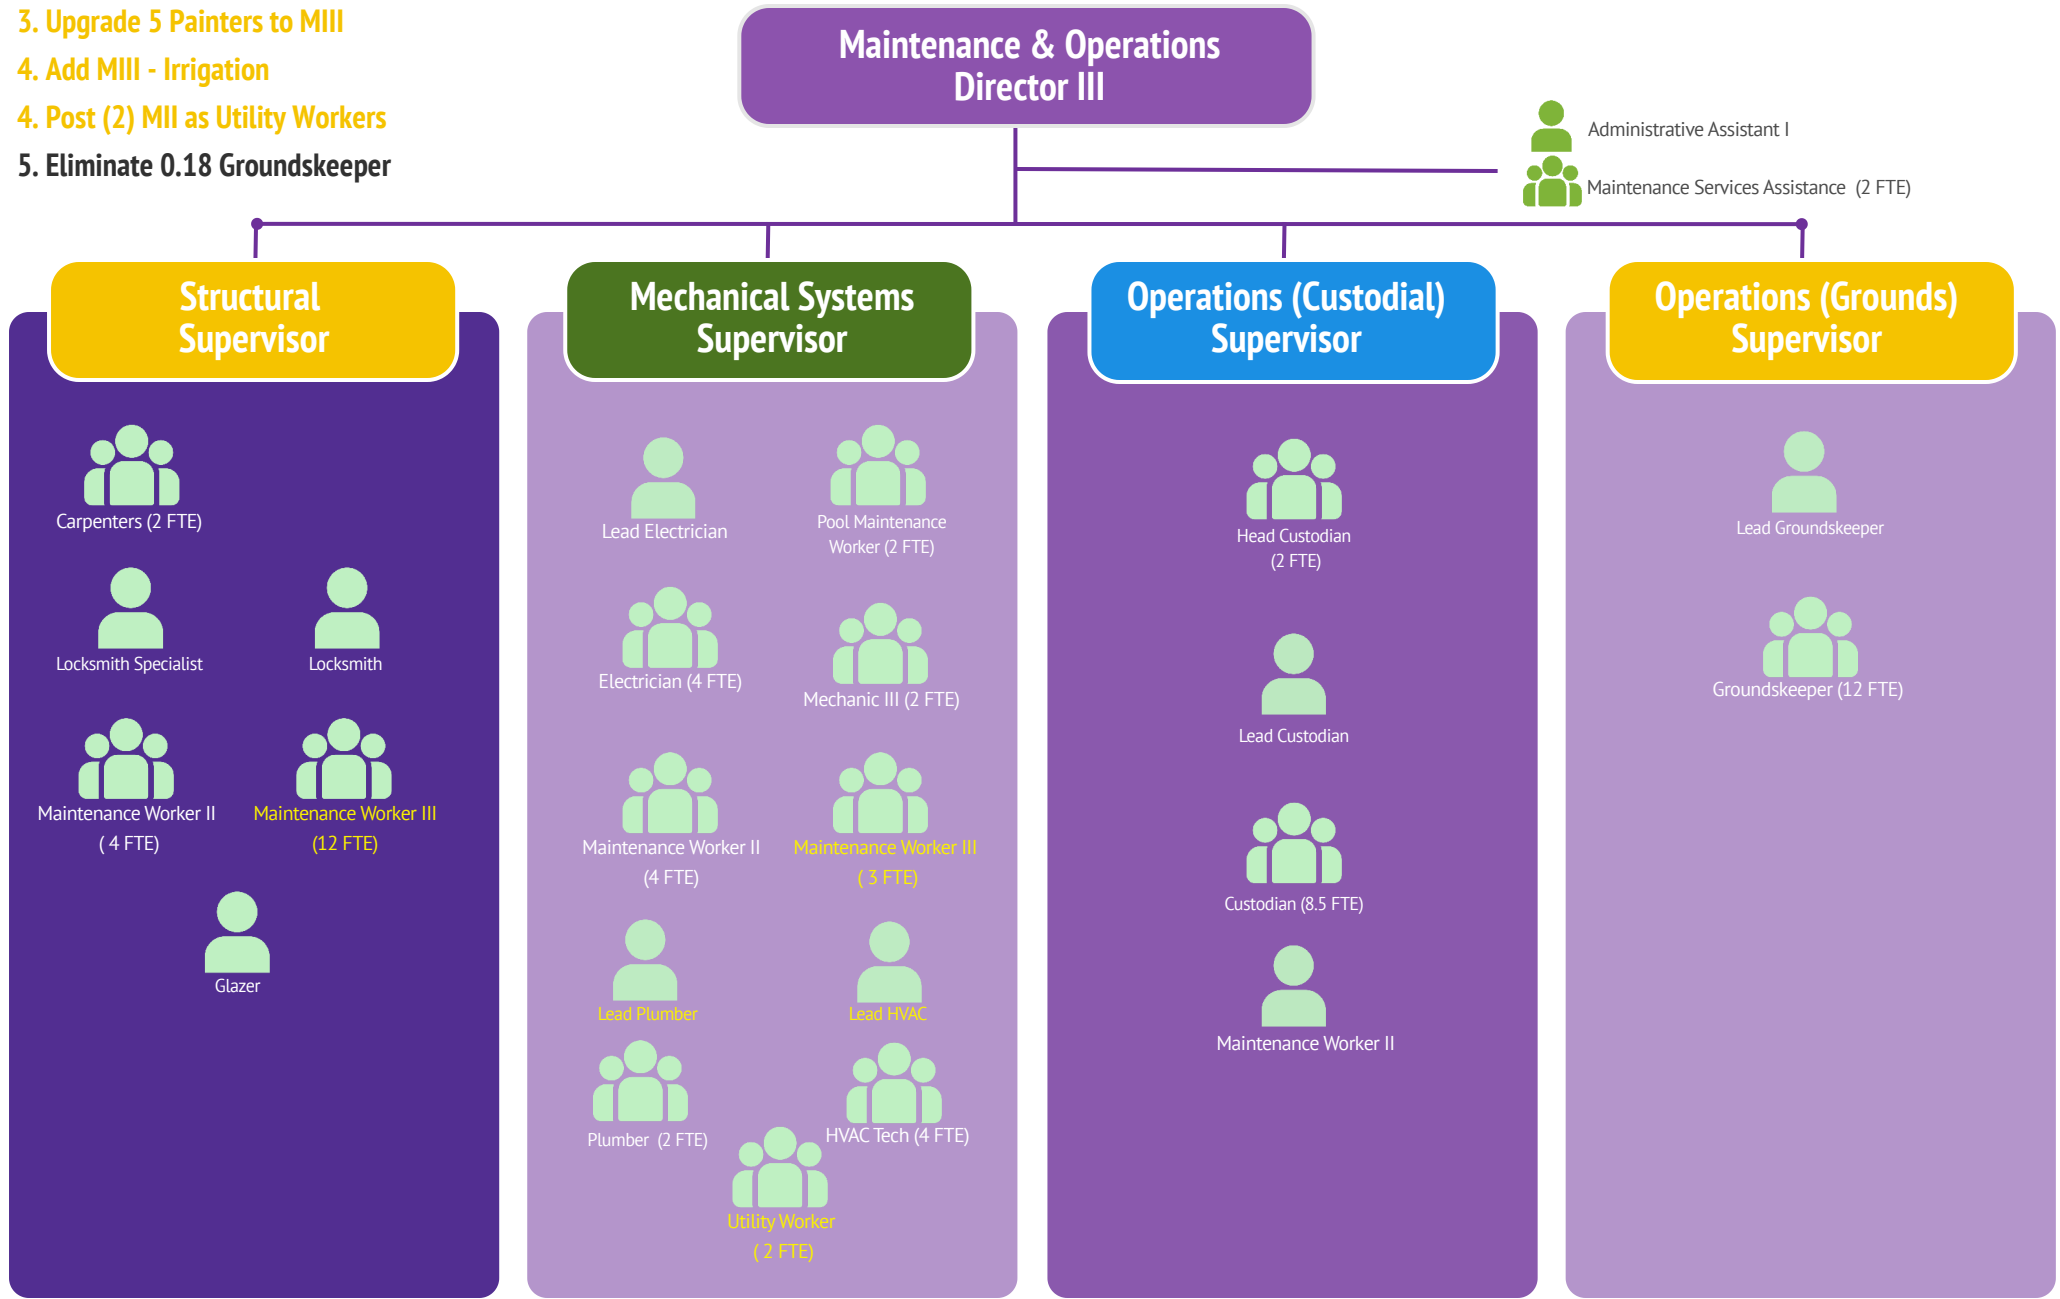 3. Upgrade 5 Painters to MIII
4. Add MIII - Irrigation
4. Post (2) MII as Utility Workers
5. Eliminate 0.18 Groundskeeper
Maintenance & Operations
Director III
Administrative Assistant I
Maintenance Services Assistance (2 FTE)
Structural
Supervisor
Carpenters (2 FTE)
Locksmith Specialist
Locksmith
Maintenance Worker II
( 4 FTE)
Maintenance Worker III
(12 FTE)
Glazer
Mechanical Systems
Supervisor
Lead Electrician
Pool Maintenance
Worker (2 FTE)
Electrician (4 FTE)
Mechanic III (2 FTE)
Maintenance Worker II
(4 FTE)
Maintenance Worker III
( 3 FTE)
Lead Plumber
Lead HVAC
Plumber (2 FTE)
HVAC Tech (4 FTE)
Utility Worker
( 2 FTE)
Operations (Custodial)
Supervisor
Head Custodian
(2 FTE)
Lead Custodian
Custodian (8.5 FTE)
Maintenance Worker II
Operations (Grounds)
Supervisor
Lead Groundskeeper
Groundskeeper (12 FTE)